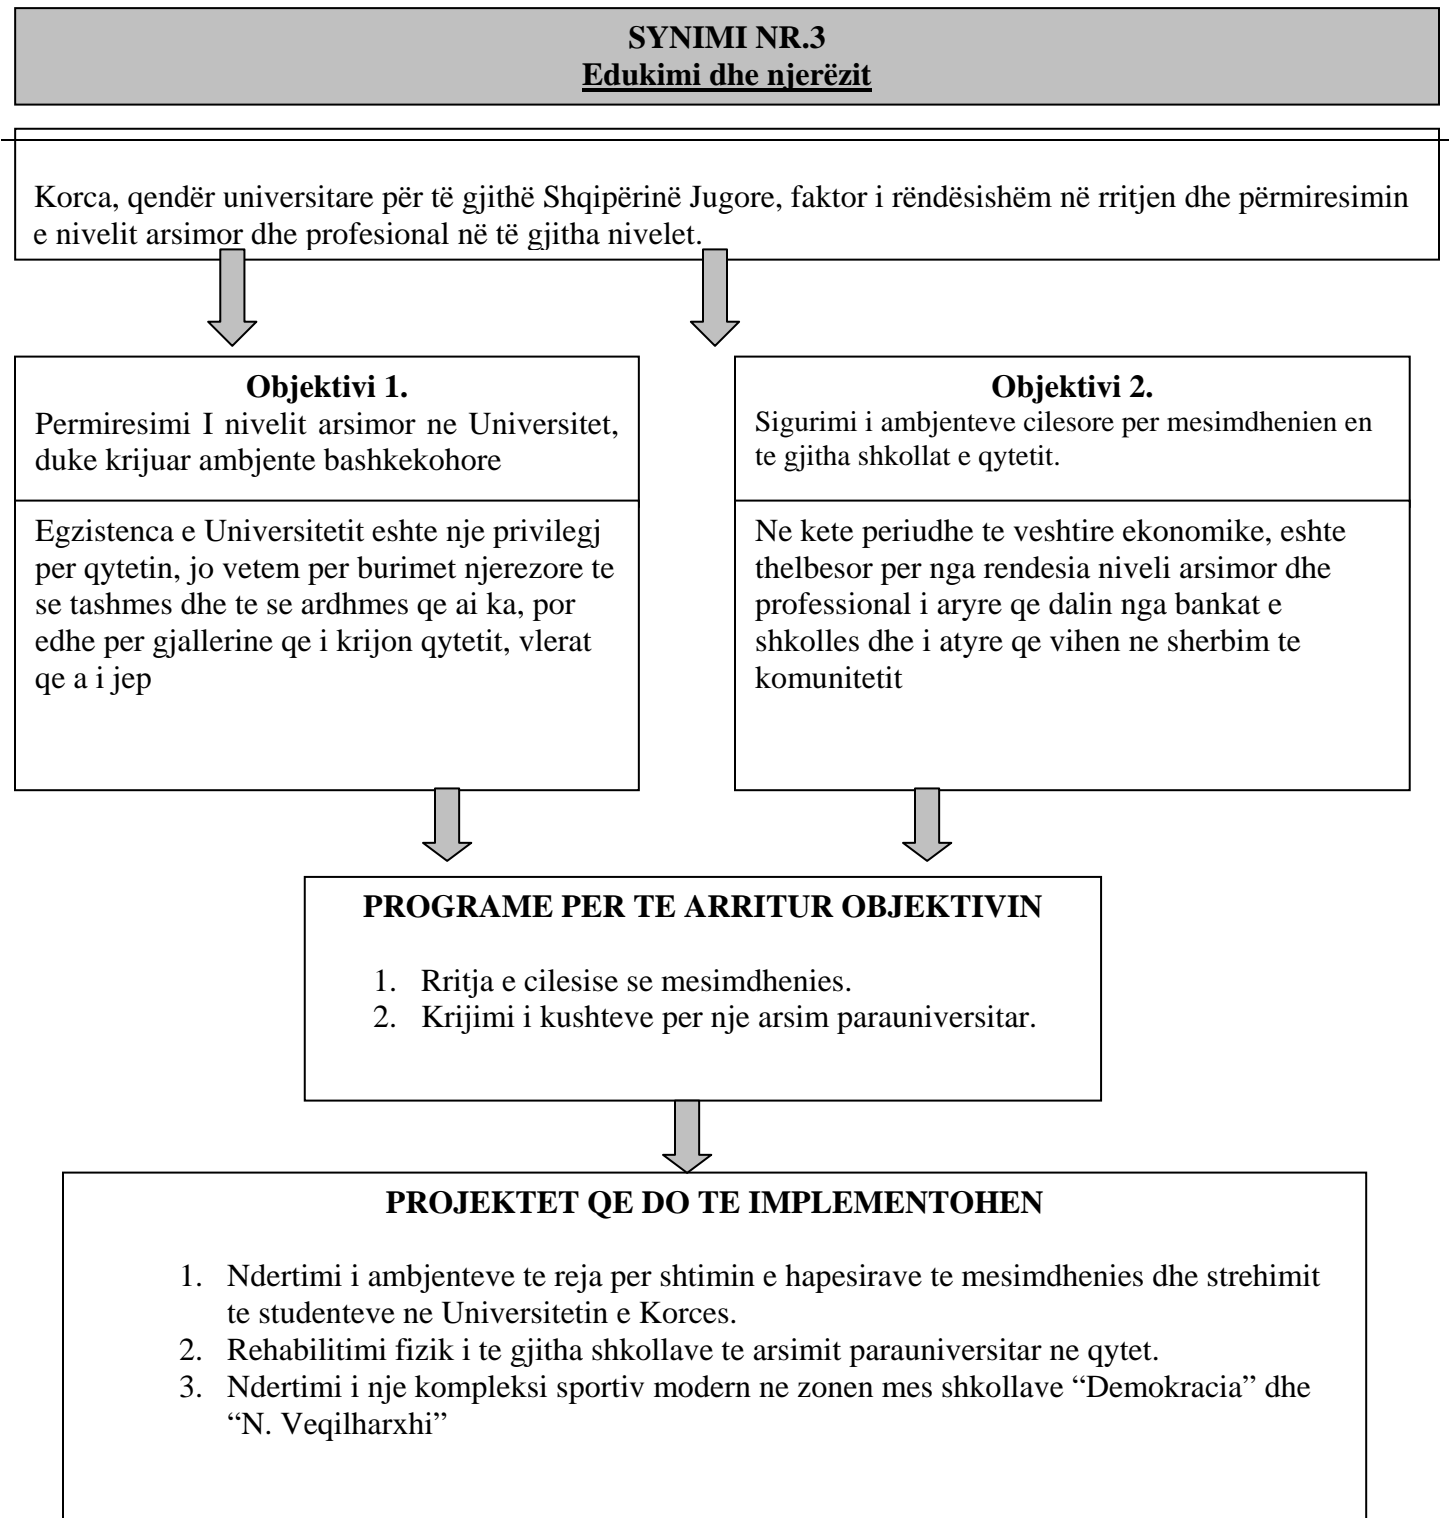 SYNIMI NR.3
Edukimi dhe njerëzit
Korca, qendër universitare për të gjithë Shqipërinë Jugore, faktor i rëndësishëm në rritjen dhe përmiresimin
e nivelit arsimor dhe profesional në të gjitha nivelet.
Objektivi 1.
Permiresimi I nivelit arsimor ne Universitet,
duke krijuar ambjente bashkekohore
Egzistenca e Universitetit eshte nje privilegj
per qytetin, jo vetem per burimet njerezore te
se tashmes dhe te se ardhmes qe ai ka, por
edhe per gjallerine qe i krijon qytetit, vlerat
qe a i jep
Objektivi 2.
Sigurimi i ambjenteve cilesore per mesimdhenien en
te gjitha shkollat e qytetit.
Ne kete periudhe te veshtire ekonomike, eshte
thelbesor per nga rendesia niveli arsimor dhe
professional i aryre qe dalin nga bankat e
shkolles dhe i atyre qe vihen ne sherbim te
komunitetit
PROGRAME PER TE ARRITUR OBJEKTIVIN
1. Rritja e cilesise se mesimdhenies.
2. Krijimi i kushteve per nje arsim parauniversitar.
PROJEKTET QE DO TE IMPLEMENTOHEN
1. Ndertimi i ambjenteve te reja per shtimin e hapesirave te mesimdhenies dhe strehimit
te studenteve ne Universitetin e Korces.
2. Rehabilitimi fizik i te gjitha shkollave te arsimit parauniversitar ne qytet.
3. Ndertimi i nje kompleksi sportiv modern ne zonen mes shkollave “Demokracia” dhe
“N. Veqilharxhi”